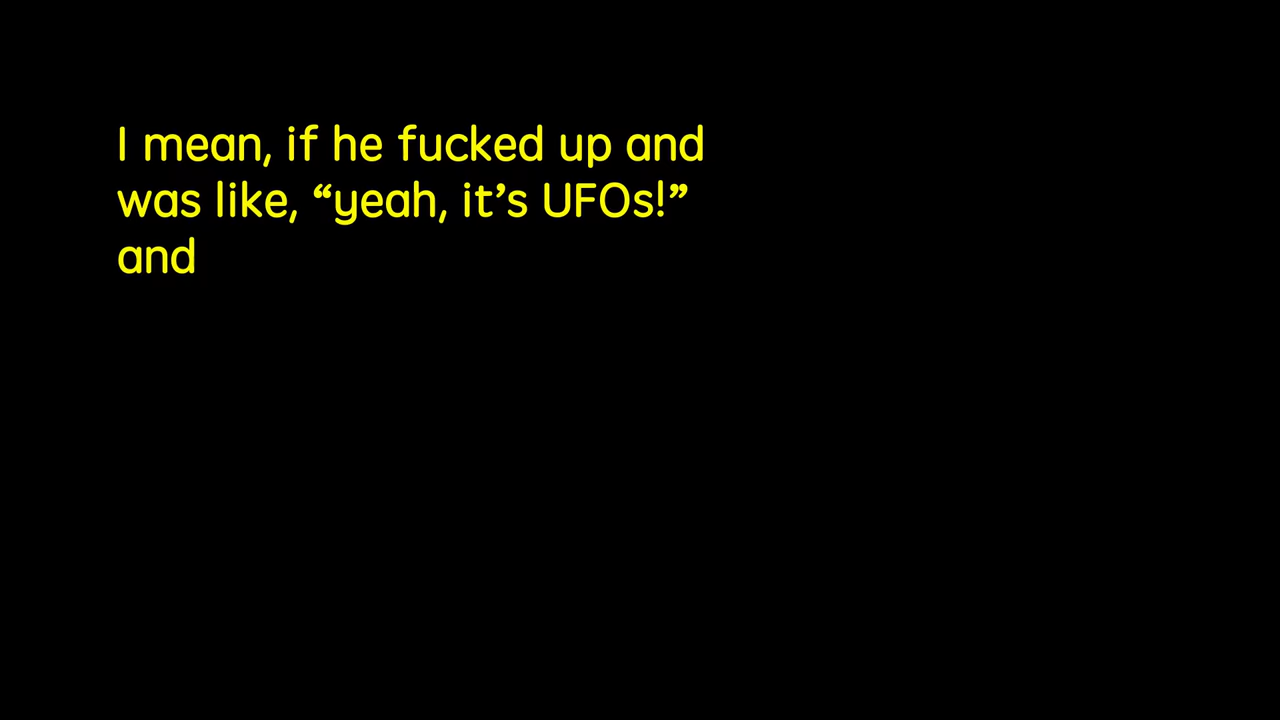 I mean, if he fucked up and
was like, “yeah, it’s UFOs!”
and